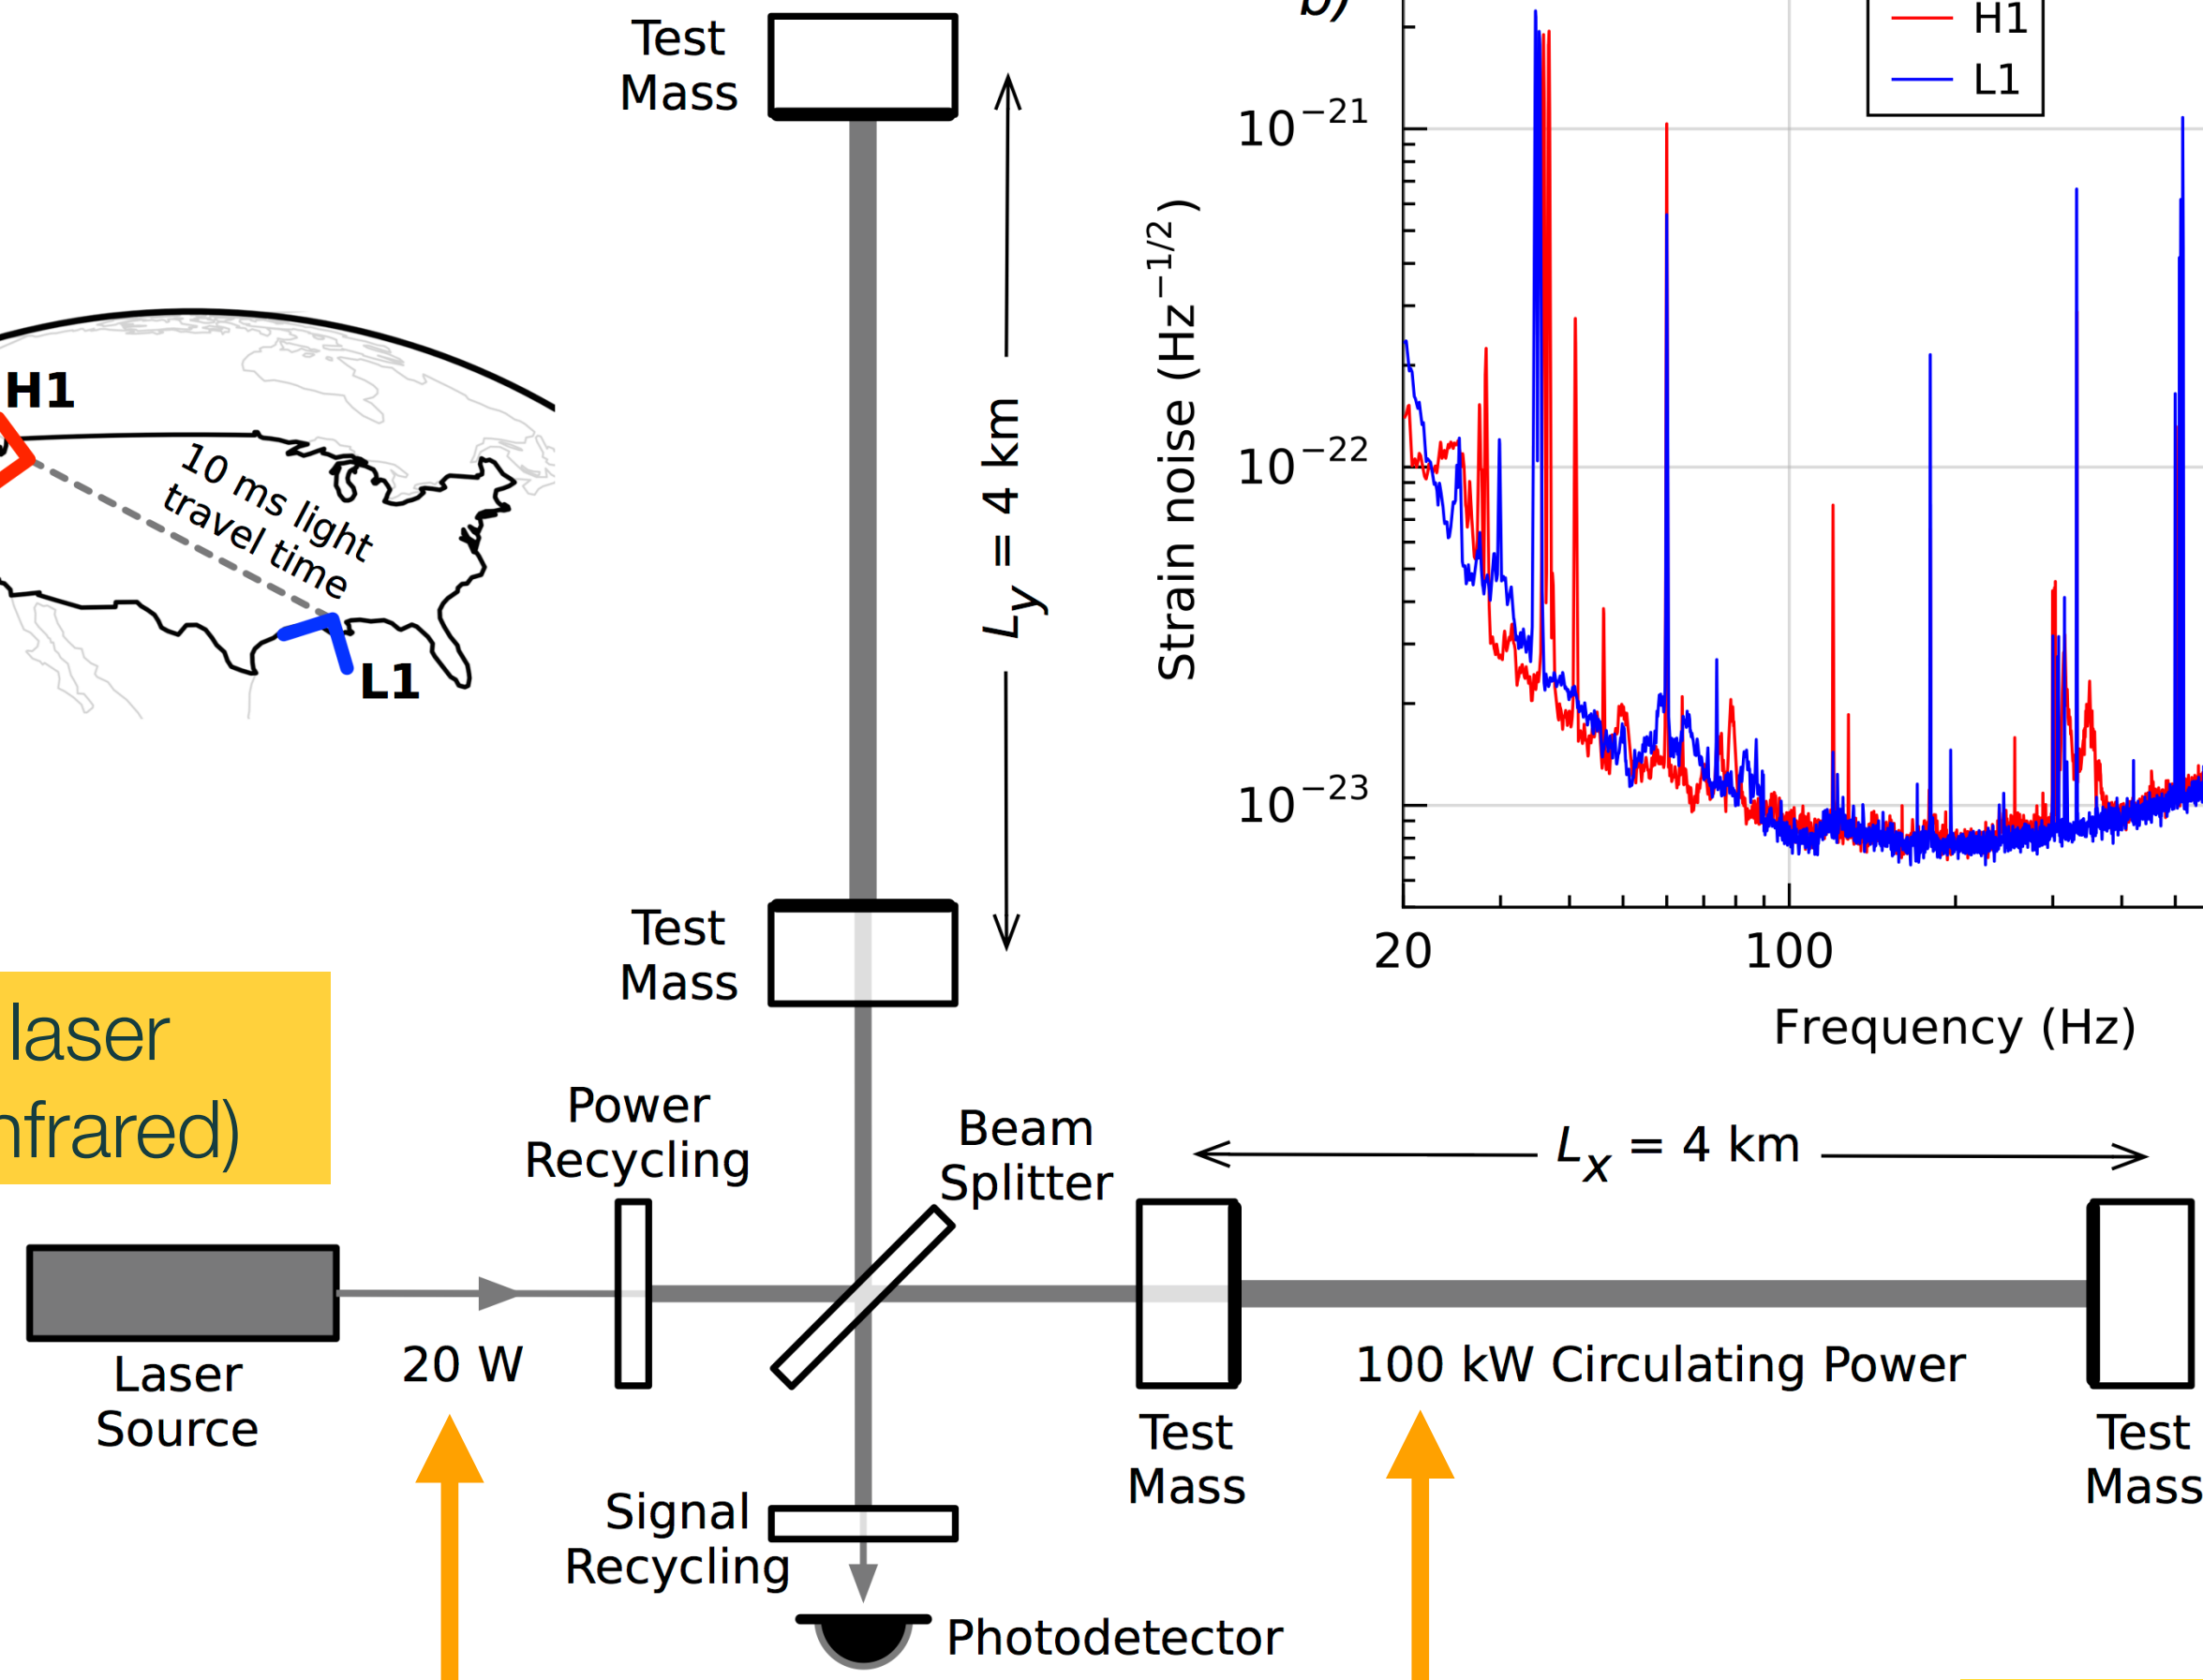 Test
Mass
b)
H1
L1
10⁻²¹
10⁻²²
10⁻²³
Strain noise (Hz⁻¹/²)
20
100
Frequency (Hz)
H1
10 ms light
travel time
L1
Ly = 4 km
Test
Mass
laser
nfrared)
Power
Recycling
Beam
Splitter
Lx = 4 km
Laser
Source
20 W
100 kW Circulating Power
Test
Mass
Test
Mass
Signal
Recycling
Photodetector